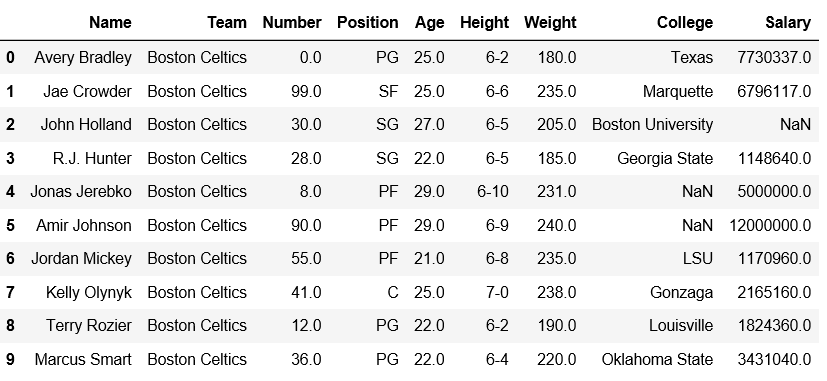 Name Team Number Position Age Height Weight College Salary
0 Avery Bradley Boston Celtics 0.0 PG 25.0 6-2 180.0 Texas 7730337.0
1 Jae Crowder Boston Celtics 99.0 SF 25.0 6-6 235.0 Marquette 6796117.0
2 John Holland Boston Celtics 30.0 SG 27.0 6-5 205.0 Boston University NaN
3 R.J. Hunter Boston Celtics 28.0 SG 22.0 6-5 185.0 Georgia State 1148640.0
4 Jonas Jerebko Boston Celtics 8.0 PF 29.0 6-10 231.0 NaN 5000000.0
5 Amir Johnson Boston Celtics 90.0 PF 29.0 6-9 240.0 NaN 12000000.0
6 Jordan Mickey Boston Celtics 55.0 PF 21.0 6-8 235.0 LSU 1170960.0
7 Kelly Olynyk Boston Celtics 41.0 C 25.0 7-0 238.0 Gonzaga 2165160.0
8 Terry Rozier Boston Celtics 12.0 PG 22.0 6-2 190.0 Louisville 1824360.0
9 Marcus Smart Boston Celtics 36.0 PG 22.0 6-4 220.0 Oklahoma State 3431040.0